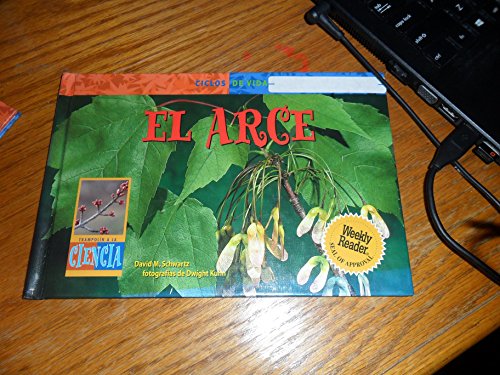 CICLOS DE VIDA
EL ARCE
TRAMPOLÍN A LA
CIENCIA
David M. Schwartz
fotografías de Dwight Kuhn
Weekly
Reader
SEAL OF APPROVAL